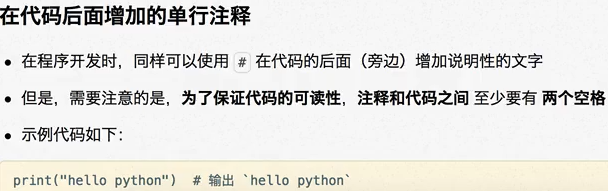 在代码后面增加的单行注释
• 在程序开发时，同样可以使用 # 在代码的后面（旁边）增加说明性的文字
• 但是，需要注意的是，为了保证代码的可读性，注释和代码之间 至少要有 两个空格
• 示例代码如下：
print("hello python")  # 输出 `hello python`